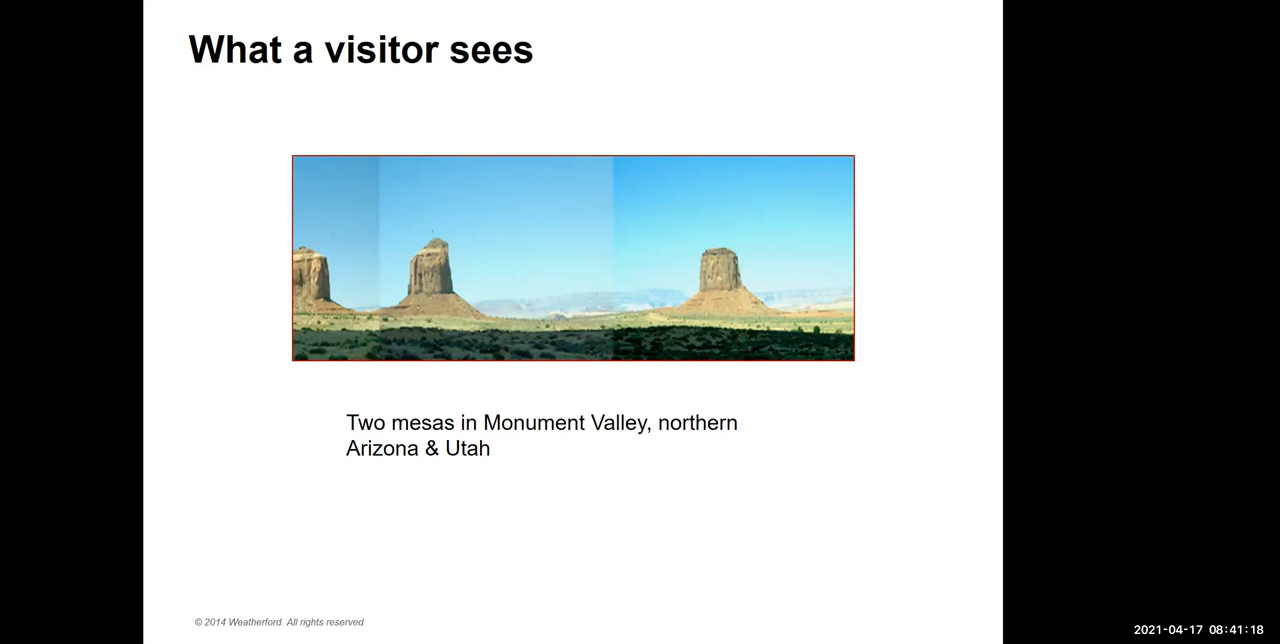 What a visitor sees
Two mesas in Monument Valley, northern
Arizona & Utah
© 2014 Weatherford. All rights reserved.
2021-04-17 08:41:18